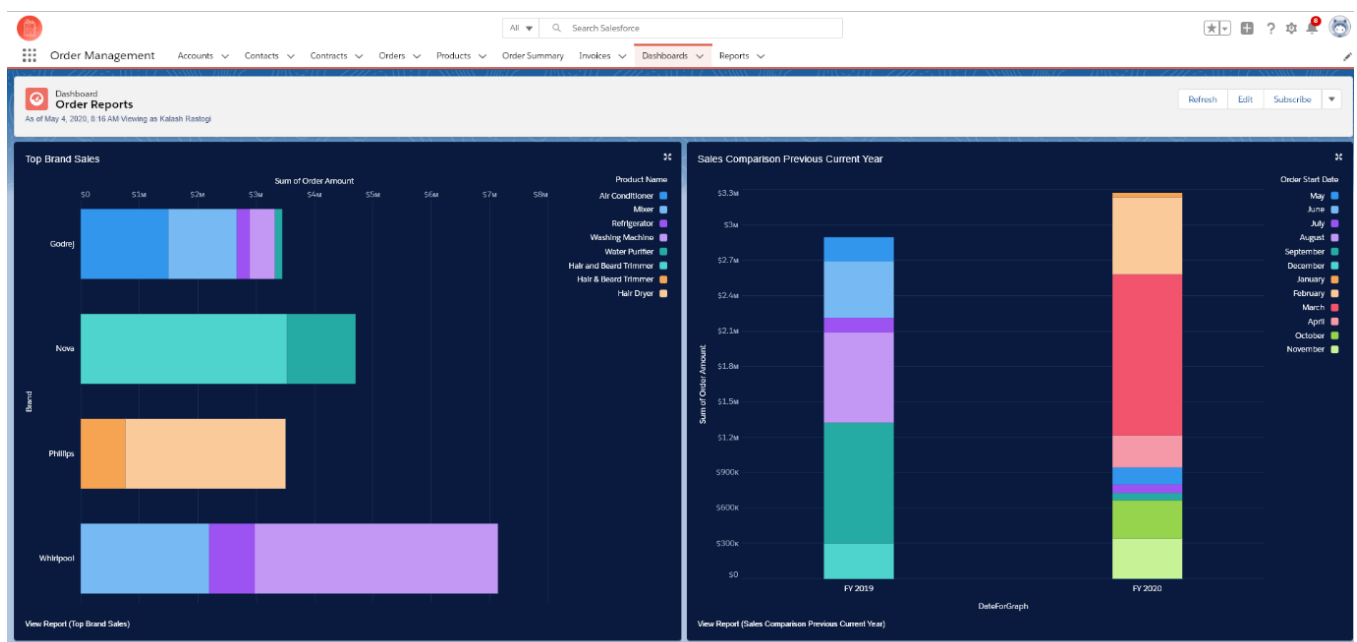 All Search Salesforce 8
Order Management Accounts Contacts Contracts Orders Products Order Summary Invoices Dashboards Reports
Dashboard
Order Reports
As of May 4, 2020, 8:16 AM Viewing as Kalash Rastogi
Refresh Edit Subscribe
Top Brand Sales
Sum of Order Amount
$0 $1M $2M $3M $4M $5M $6M $7M $8M
Brand
Godrej
Nova
Phillips
Whirlpool
Product Name
Air Conditioner
Mixer
Refrigerator
Washing Machine
Water Purifier
Hair and Beard Trimmer
Hair & Beard Trimmer
Hair Dryer
View Report (Top Brand Sales)
Sales Comparison Previous Current Year
Sum of Order Amount
$3.3M
$3M
$2.7M
$2.4M
$2.1M
$1.8M
$1.5M
$1.2M
$900K
$600K
$300K
$0
FY 2019 FY 2020
DateForGraph
Order Start Date
May
June
July
August
September
December
January
February
March
April
October
November
View Report (Sales Comparison Previous Current Year)